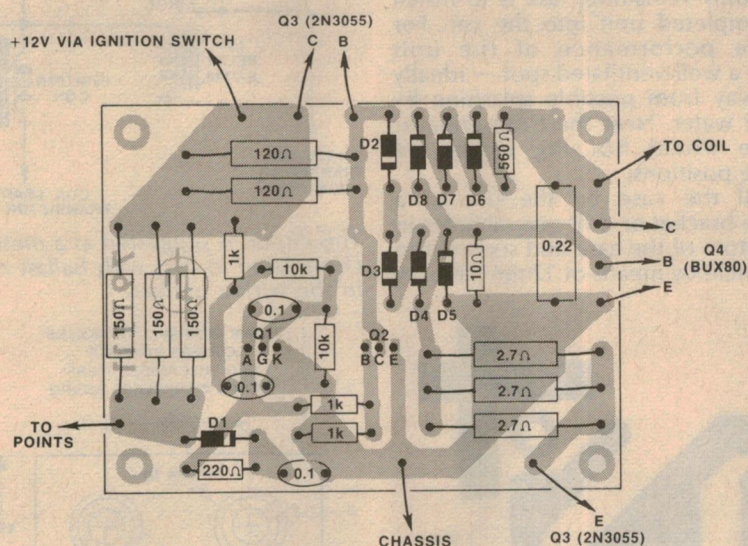 Q3 (2N3055)
C B
+12V VIA IGNITION SWITCH
D2
560Ω
TO COIL
120Ω
120Ω
D8 D7 D6
C
0.22
B
Q4
(BUX80)
E
1k
10k
D3
10Ω
D4 D5
150Ω
150Ω
150Ω
0.1
10k
Q1
A G K
Q2
B C E
2.7Ω
0.1
2.7Ω
1k
2.7Ω
TO
POINTS
D1
1k
220Ω
0.1
CHASSIS
E
Q3 (2N3055)